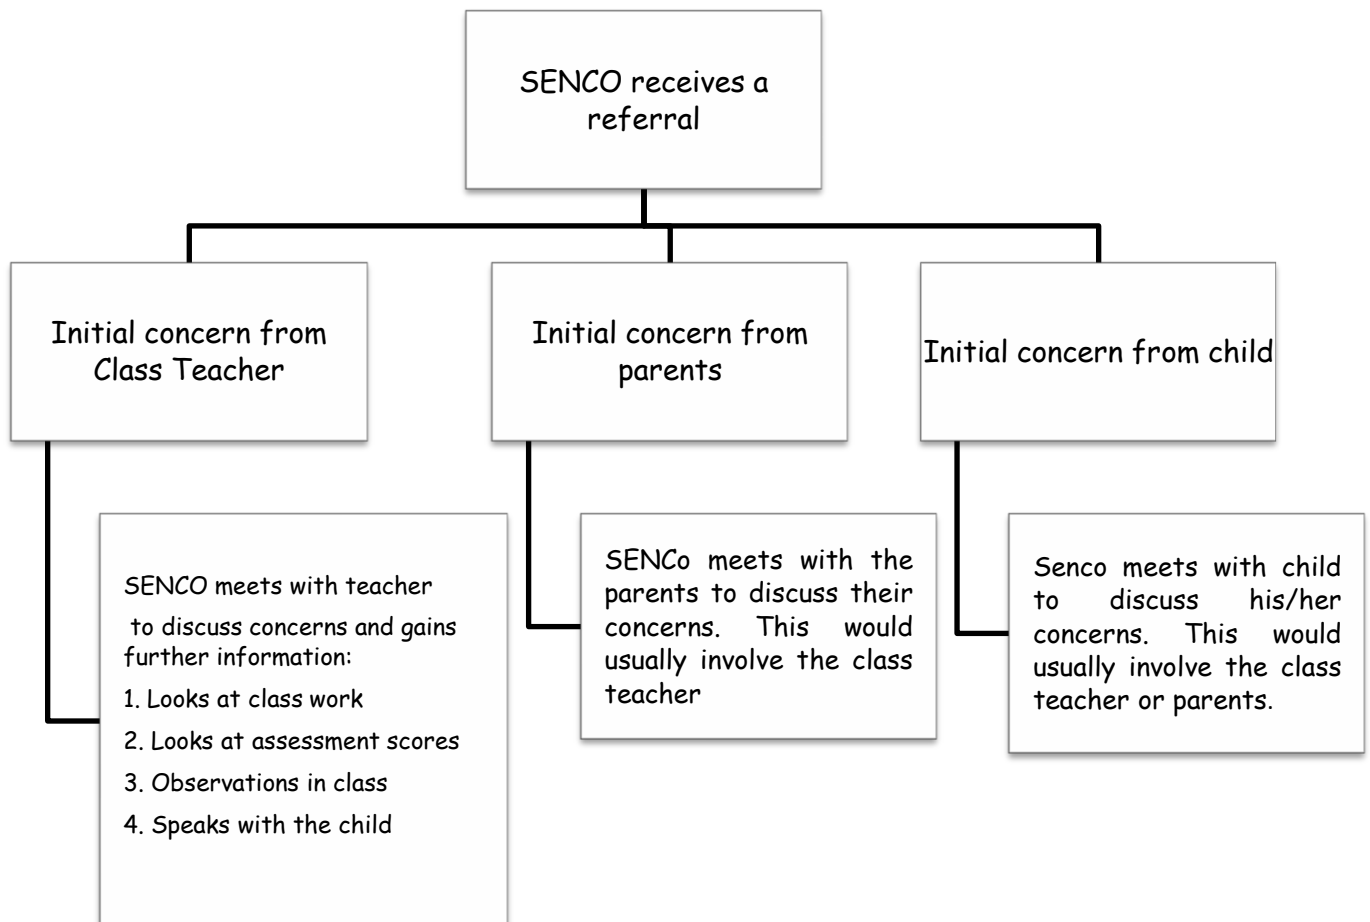 SENCO receives a
referral
Initial concern from
Class Teacher
Initial concern from
parents
Initial concern from child
SENCO meets with teacher
to discuss concerns and gains
further information:
1. Looks at class work
2. Looks at assessment scores
3. Observations in class
4. Speaks with the child
SENCo meets with the
parents to discuss their
concerns. This would
usually involve the class
teacher
Senco meets with child
to discuss his/her
concerns. This would
usually involve the class
teacher or parents.